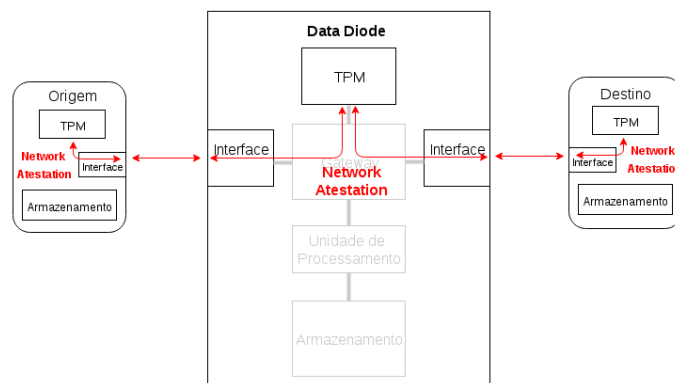 Data Diode
TPM
Origem
TPM
Network
Atestation
Interface
Armazenamento
Interface
Gateway
Network
Atestation
Interface
Unidade de
Processamento
Armazenamento
Destino
TPM
Interface
Network
Atestatio
Armazenamento